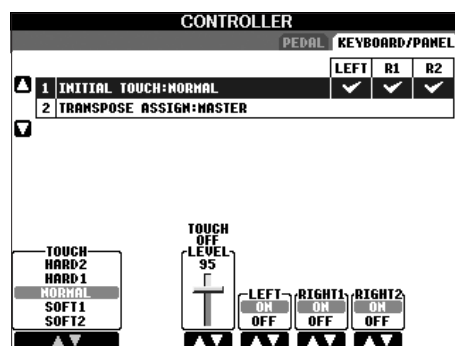 CONTROLLER
PEDAL KEYBOARD/PANEL
LEFT R1 R2
1 INITIAL TOUCH:NORMAL
2 TRANSPOSE ASSIGN:MASTER
TOUCH
HARD2
HARD1
NORMAL
SOFT1
SOFT2
TOUCH
OFF
LEVEL
95
LEFT RIGHT1 RIGHT2
ON ON ON
OFF OFF OFF